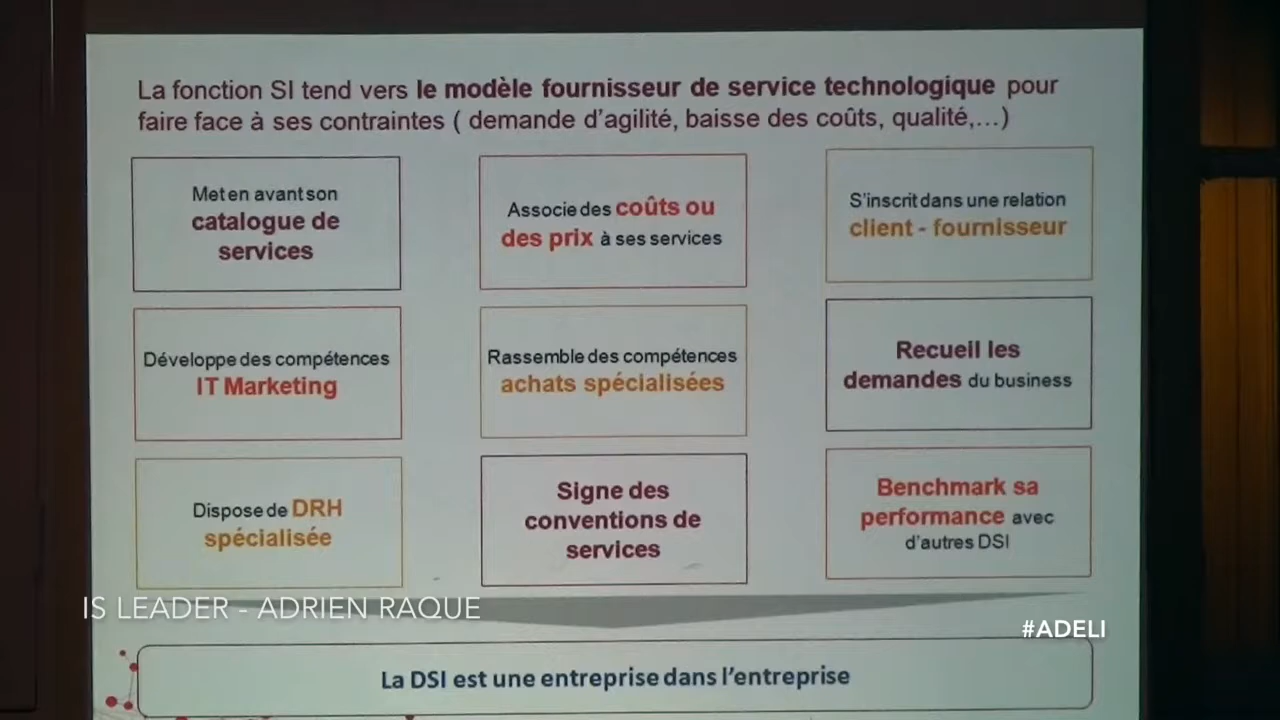 La fonction SI tend vers le modèle fournisseur de service technologique pour
faire face à ses contraintes ( demande d'agilité, baisse des coûts, qualité,...)
Met en avant son
catalogue de
services
Associe des coûts ou
des prix à ses services
S'inscrit dans une relation
client - fournisseur
Développe des compétences
IT Marketing
Rassemble des compétences
achats spécialisées
Recueil les
demandes du business
Dispose de DRH
spécialisée
Signe des
conventions de
services
Benchmark sa
performance avec
d'autres DSI
IS LEADER - ADRIEN RAQUE
#ADELI
La DSI est une entreprise dans l'entreprise